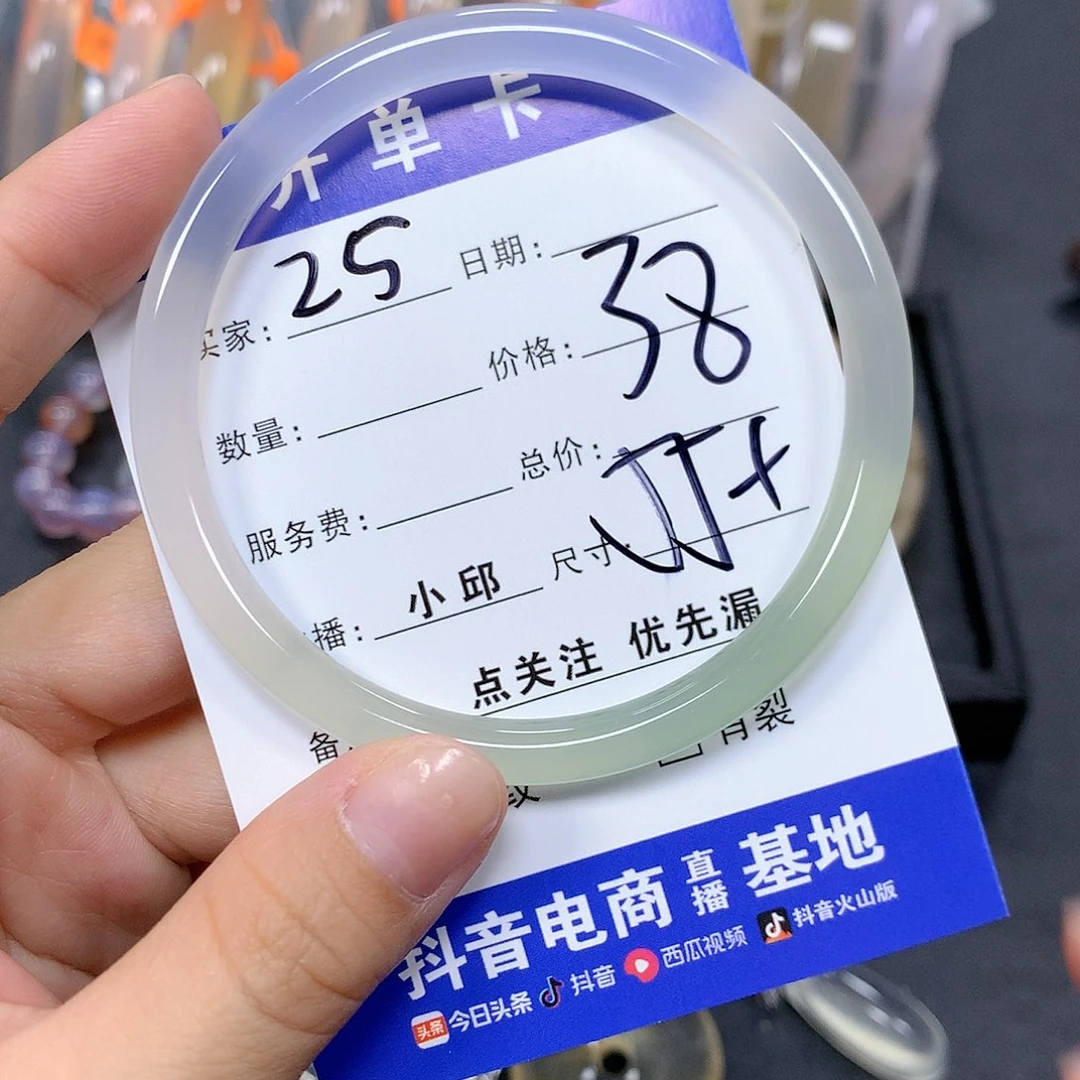 开单卡
买家: 25 日期:
数量: 价格: 38
服务费: 总价:
播: 小邱 尺寸:
点关注 优先漏
备
有裂
纹
抖音电商直播基地
头条 今日头条 抖音 西瓜视频 抖音火山版